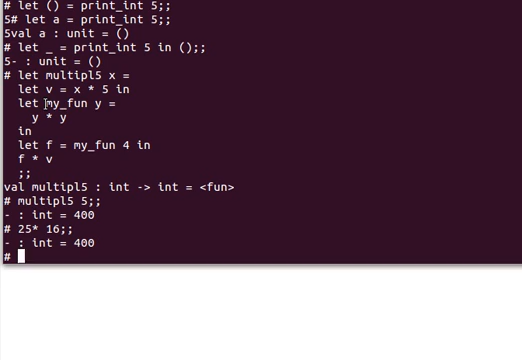 # let () = print_int 5;;
5# let a = print_int 5;;
5val a : unit = ()
# let _ = print_int 5 in ();;
5- : unit = ()
# let multipl5 x =
let v = x * 5 in
let my_fun y =
y * y
in
let f = my_fun 4 in
f * v
;;
val multipl5 : int -> int = <fun>
# multipl5 5;;
- : int = 400
# 25* 16;;
- : int = 400
#